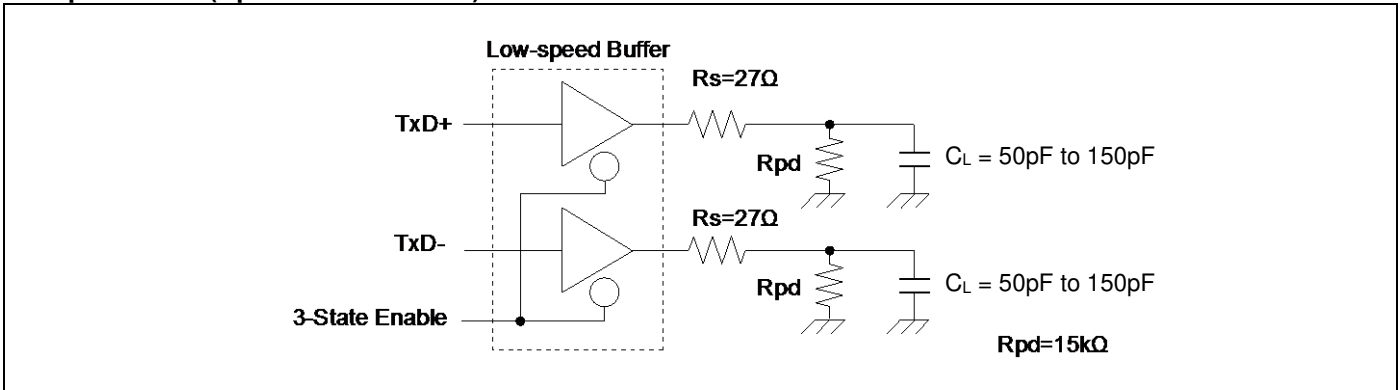 Low-speed Buffer
Rs=27Ω
TxD+
Rpd
CL = 50pF to 150pF
Rs=27Ω
TxD-
Rpd
CL = 50pF to 150pF
3-State Enable
Rpd=15kΩ